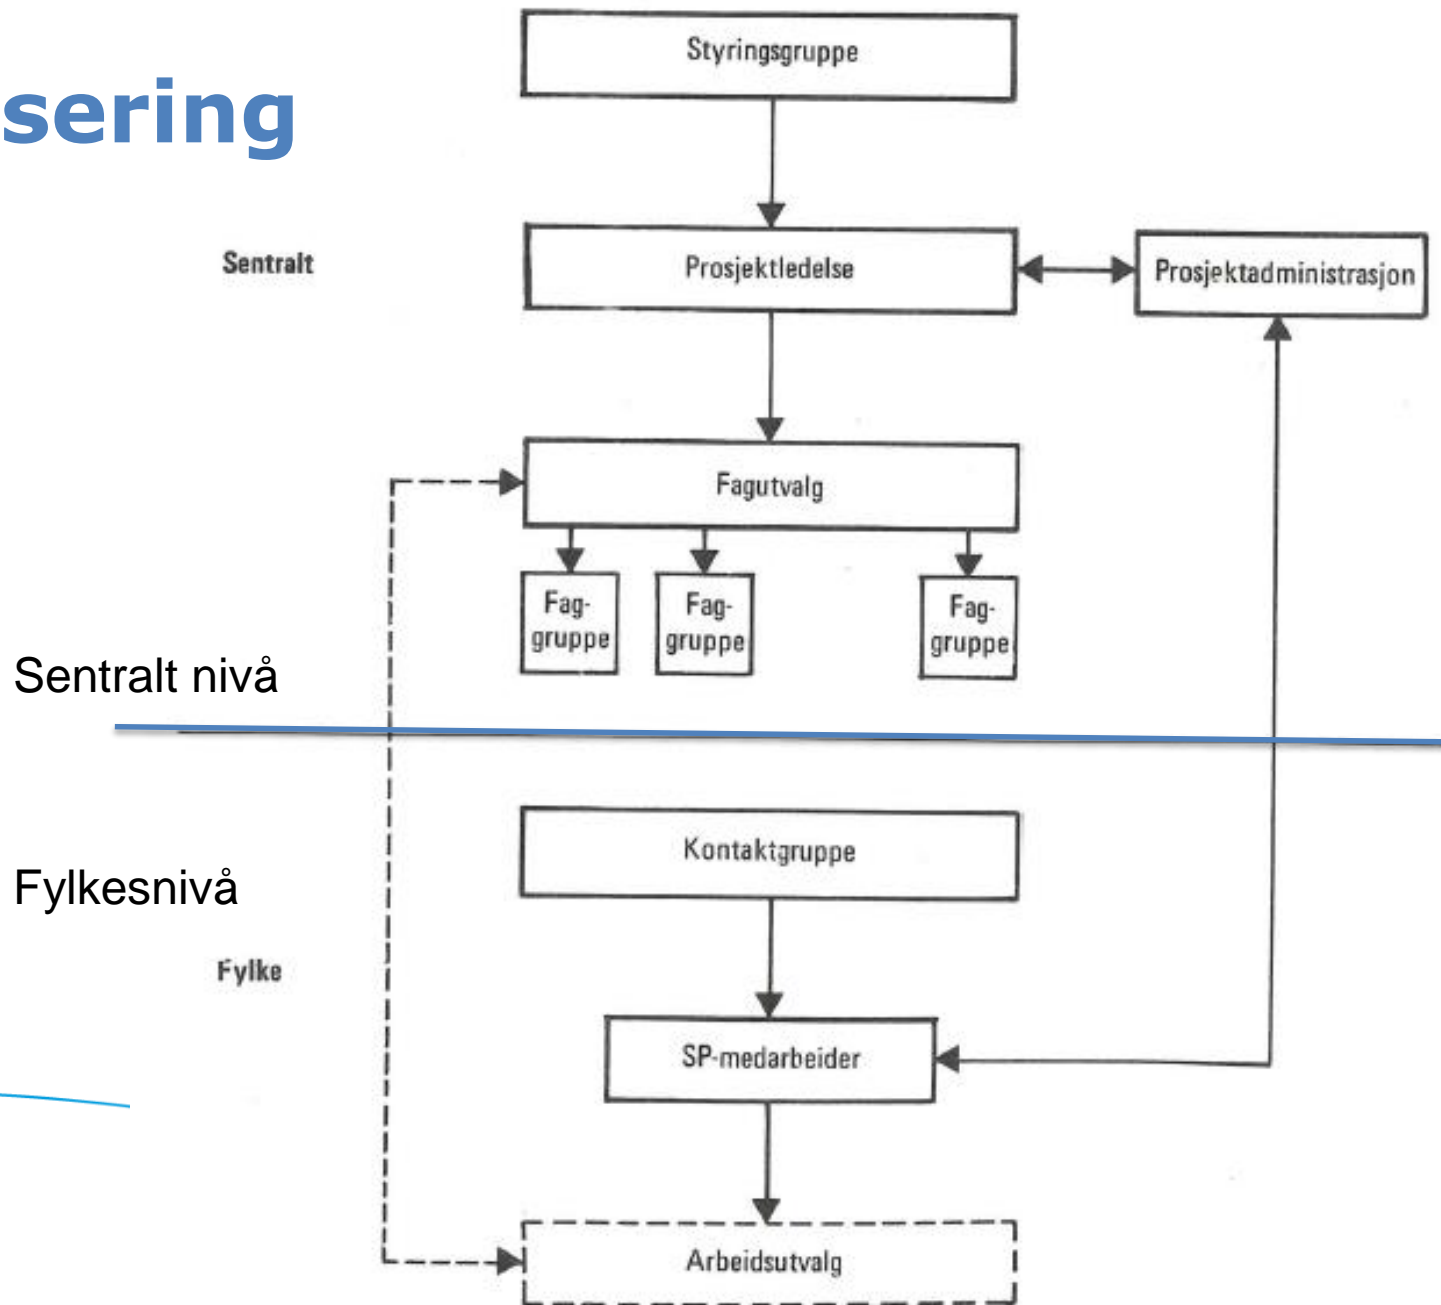 Styringsgruppe
sering
Sentralt
Prosjektledelse
Prosjektadministrasjon
Fagutvalg
Fag-
gruppe
Fag-
gruppe
Fag-
gruppe
Sentralt nivå
Kontaktgruppe
Fylkesnivå
Fylke
SP-medarbeider
Arbeidsutvalg